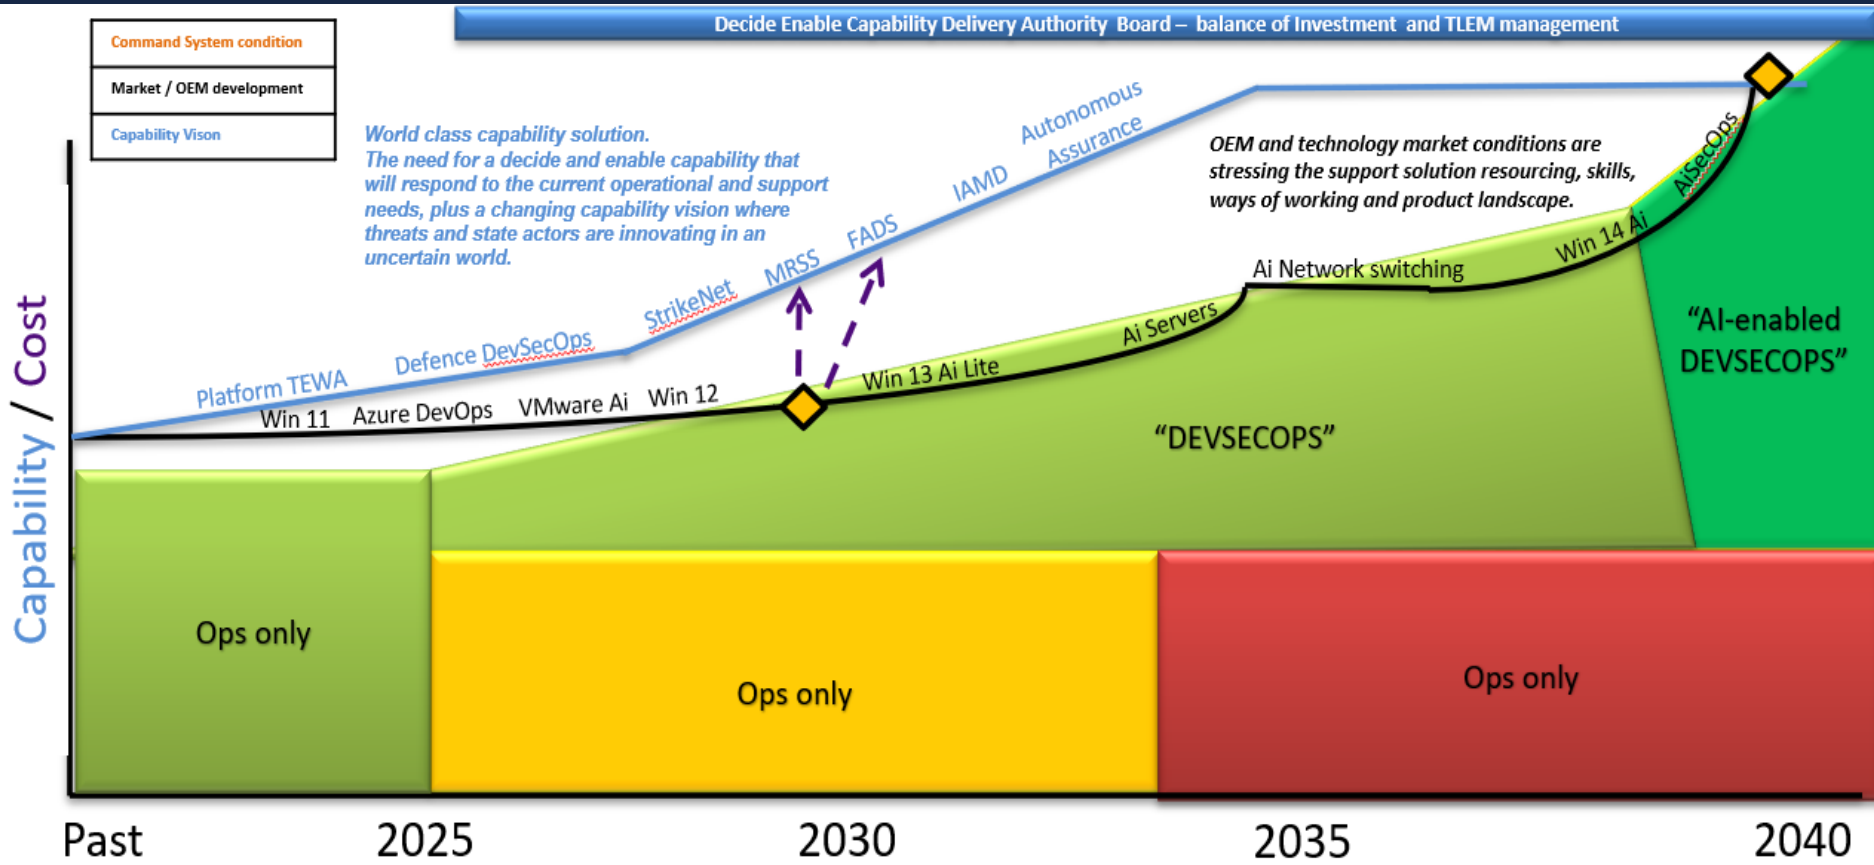 Decide Enable Capability Delivery Authority Board – balance of Investment and TLEM management
Command System condition
Market / OEM development
Capability Vison
World class capability solution.
The need for a decide and enable capability that
will respond to the current operational and support
needs, plus a changing capability vision where
threats and state actors are innovating in an
uncertain world.
OEM and technology market conditions are
stressing the support solution resourcing, skills,
ways of working and product landscape.
Capability / Cost
Platform TEWA
Defence DevSecOps
StrikeNet
MRSS
FADS
IAMD
Autonomous
Assurance
Win 11
Azure DevOps
VMware Ai
Win 12
Win 13 Ai Lite
Ai Servers
Ai Network switching
Win 14 Ai
AiSecOps
“DEVSECOPS”
“AI-enabled
DEVSECOPS”
Ops only
Ops only
Ops only
Past
2025
2030
2035
2040